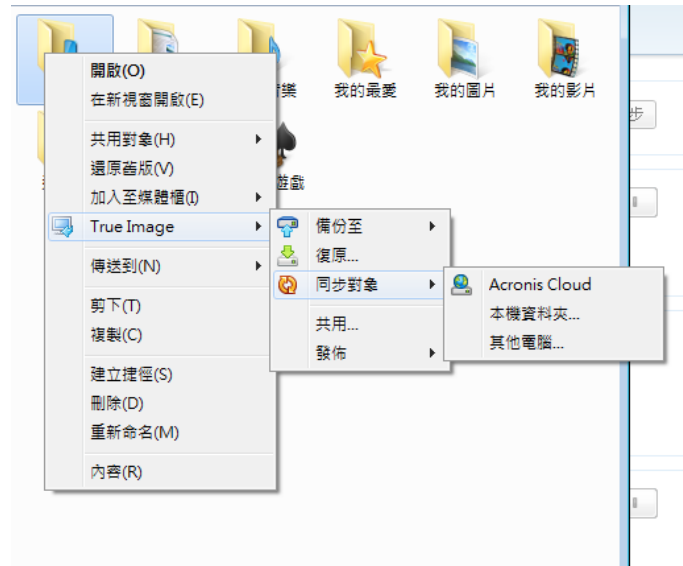 樂
我的最愛
我的圖片
我的影片
步
遊戲
開啟(O)
在新視窗開啟(E)
共用對象(H)
還原舊版(V)
加入至媒體櫃(I)
True Image
傳送到(N)
剪下(T)
複製(C)
建立捷徑(S)
刪除(D)
重新命名(M)
內容(R)
備份至
復原...
同步對象
共用...
發佈
Acronis Cloud
本機資料夾...
其他電腦...